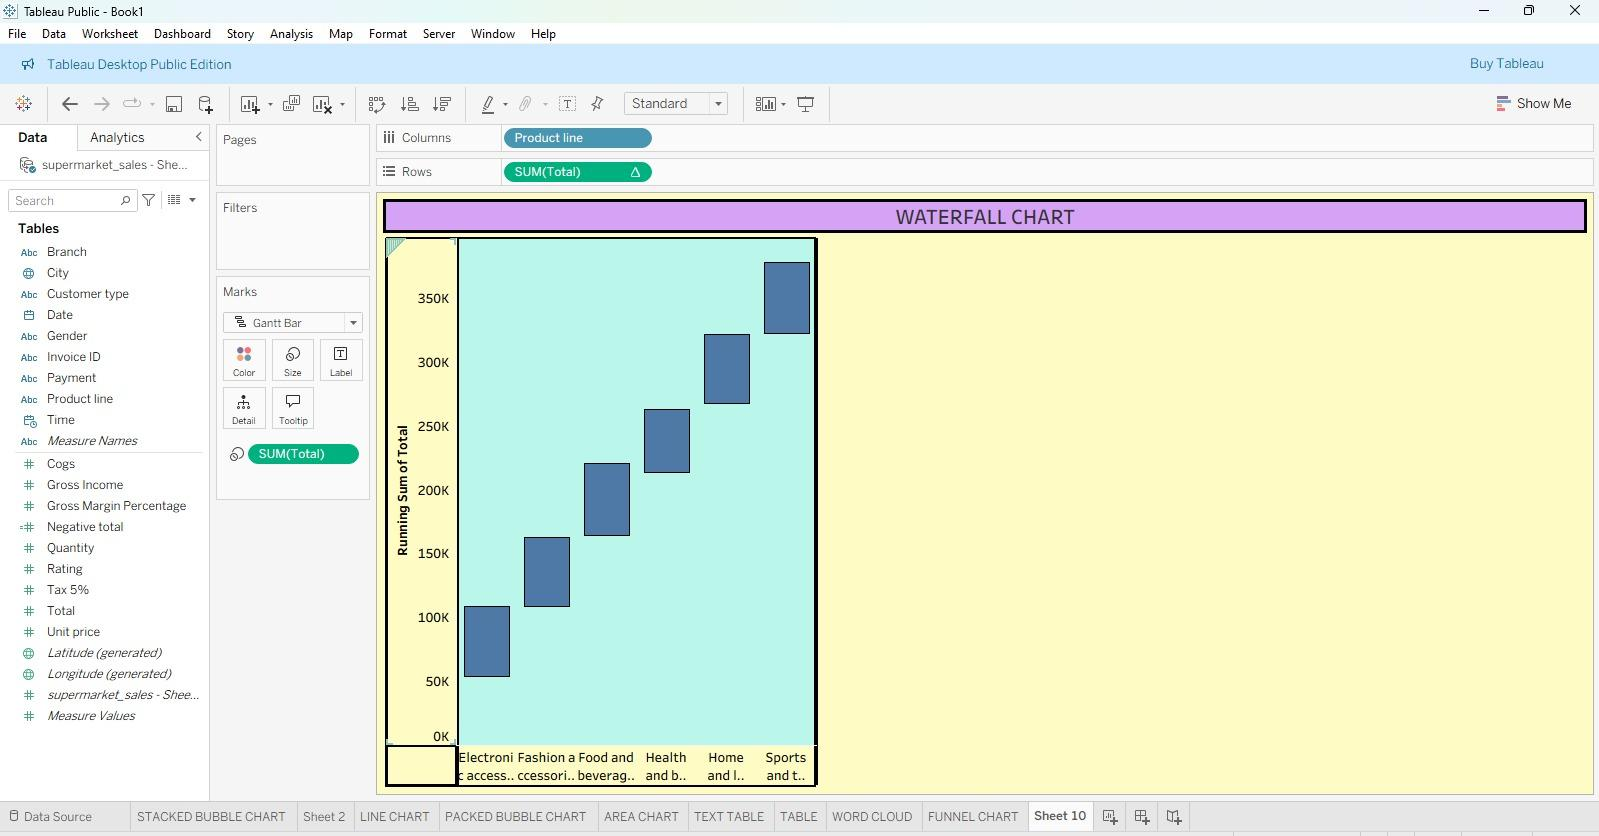 Tableau Public - Book1
File Data Worksheet Dashboard Story Analysis Map Format Server Window Help
Tableau Desktop Public Edition
Buy Tableau
Standard
Show Me
Data Analytics
supermarket_sales - She...
Search
Tables
Abc Branch
City
Abc Customer type
Date
Abc Gender
Abc Invoice ID
Abc Payment
Abc Product line
Time
Abc Measure Names
# Cogs
# Gross Income
# Gross Margin Percentage
=# Negative total
# Quantity
# Rating
# Tax 5%
# Total
# Unit price
Latitude (generated)
Longitude (generated)
# supermarket_sales - Shee...
# Measure Values
Pages
Filters
Marks
Gantt Bar
Color Size Label
Detail Tooltip
SUM(Total)
Columns Product line
Rows SUM(Total) Δ
WATERFALL CHART
Running Sum of Total
350K
300K
250K
200K
150K
100K
50K
0K
Electroni Fashion a Food and Health Home Sports
c access.. ccessori.. beverag.. and b.. and l.. and t..
Data Source STACKED BUBBLE CHART Sheet 2 LINE CHART PACKED BUBBLE CHART AREA CHART TEXT TABLE TABLE WORD CLOUD FUNNEL CHART Sheet 10